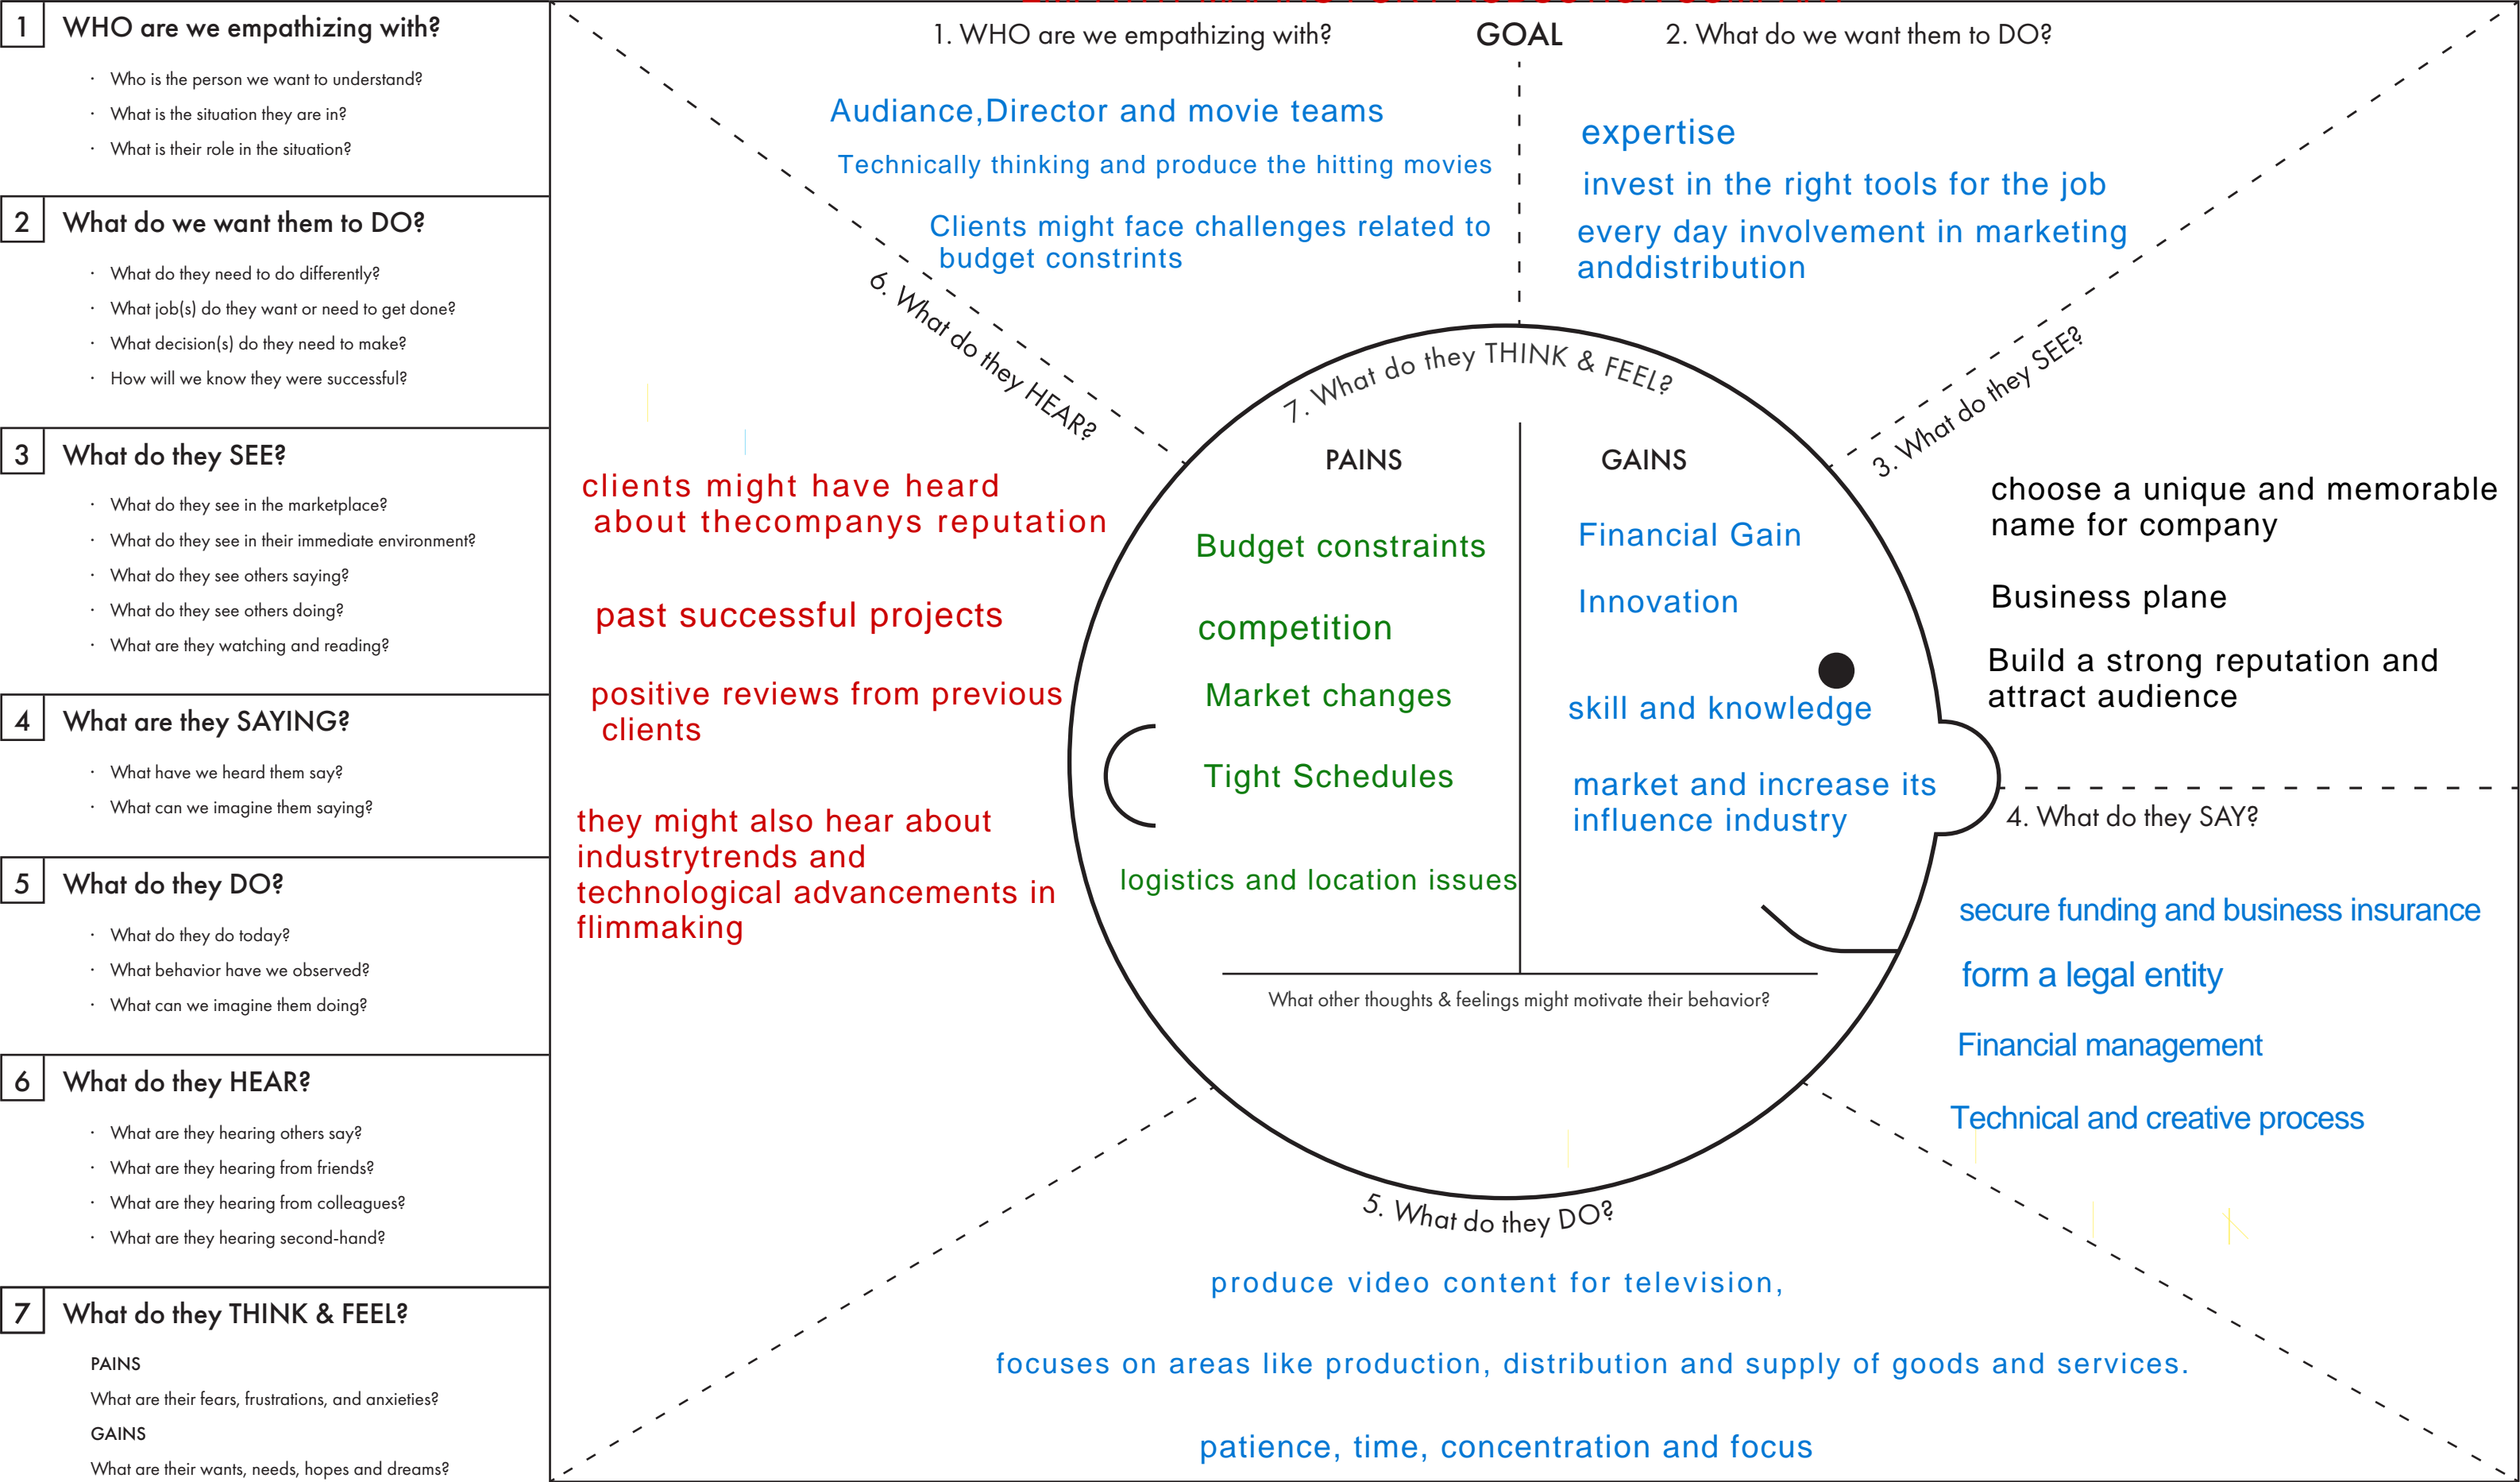 1 WHO are we empathizing with?
· Who is the person we want to understand?
· What is the situation they are in?
· What is their role in the situation?
2 What do we want them to DO?
· What do they need to do differently?
· What job(s) do they want or need to get done?
· What decision(s) do they need to make?
· How will we know they were successful?
3 What do they SEE?
· What do they see in the marketplace?
· What do they see in their immediate environment?
· What do they see others saying?
· What do they see others doing?
· What are they watching and reading?
4 What are they SAYING?
· What have we heard them say?
· What can we imagine them saying?
5 What do they DO?
· What do they do today?
· What behavior have we observed?
· What can we imagine them doing?
6 What do they HEAR?
· What are they hearing others say?
· What are they hearing from friends?
· What are they hearing from colleagues?
· What are they hearing second-hand?
7 What do they THINK & FEEL?
PAINS
What are their fears, frustrations, and anxieties?
GAINS
What are their wants, needs, hopes and dreams?
1. WHO are we empathizing with?
GOAL
2. What do we want them to DO?
Audiance,Director and movie teams
Technically thinking and produce the hitting movies
Clients might face challenges related to
budget constrints
expertise
invest in the right tools for the job
every day involvement in marketing
anddistribution
6. What do they HEAR?
clients might have heard
about thecompanys reputation
past successful projects
positive reviews from previous
clients
they might also hear about
industrytrends and
technological advancements in
flimmaking
7. What do they THINK & FEEL?
PAINS
Budget constraints
competition
Market changes
Tight Schedules
logistics and location issues
GAINS
Financial Gain
Innovation
skill and knowledge
market and increase its
influence industry
What other thoughts & feelings might motivate their behavior?
3. What do they SEE?
choose a unique and memorable
name for company
Business plane
Build a strong reputation and
attract audience
4. What do they SAY?
secure funding and business insurance
form a legal entity
Financial management
Technical and creative process
5. What do they DO?
produce video content for television,
focuses on areas like production, distribution and supply of goods and services.
patience, time, concentration and focus